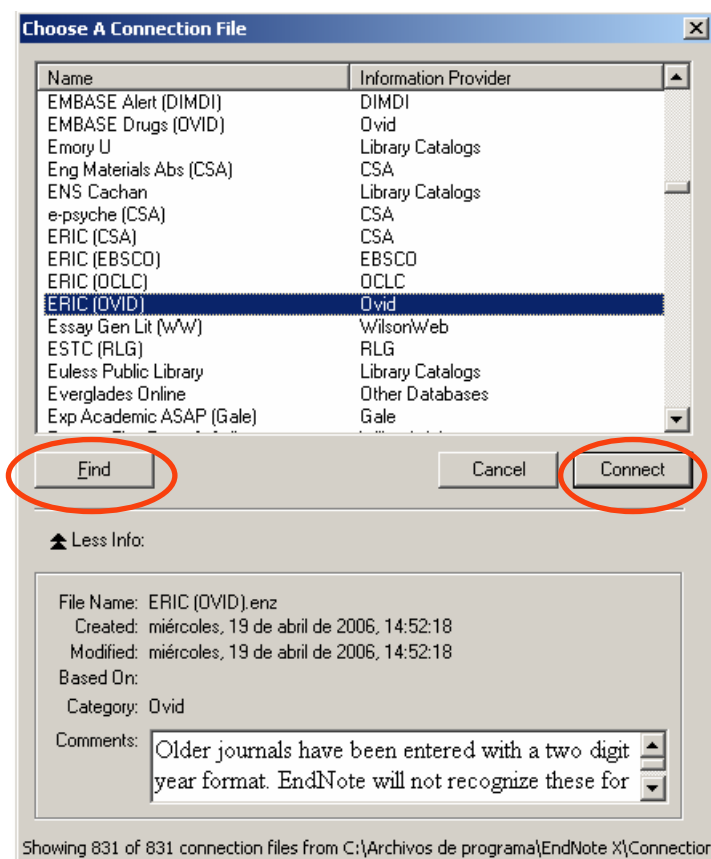 Choose A Connection File
Name Information Provider
EMBASE Alert (DIMDI) DIMDI
EMBASE Drugs (OVID) Ovid
Emory U Library Catalogs
Eng Materials Abs (CSA) CSA
ENS Cachan Library Catalogs
e-psyche (CSA) CSA
ERIC (CSA) CSA
ERIC (EBSCO) EBSCO
ERIC (OCLC) OCLC
ERIC (OVID) Ovid
Essay Gen Lit (WW) WilsonWeb
ESTC (RLG) RLG
Euless Public Library Library Catalogs
Everglades Online Other Databases
Exp Academic ASAP (Gale) Gale
Find Cancel Connect
Less Info:
File Name: ERIC (OVID).enz
Created: miércoles, 19 de abril de 2006, 14:52:18
Modified: miércoles, 19 de abril de 2006, 14:52:18
Based On:
Category: Ovid
Comments: Older journals have been entered with a two digit
year format. EndNote will not recognize these for
Showing 831 of 831 connection files from C:\Archivos de programa\EndNote X\Connection